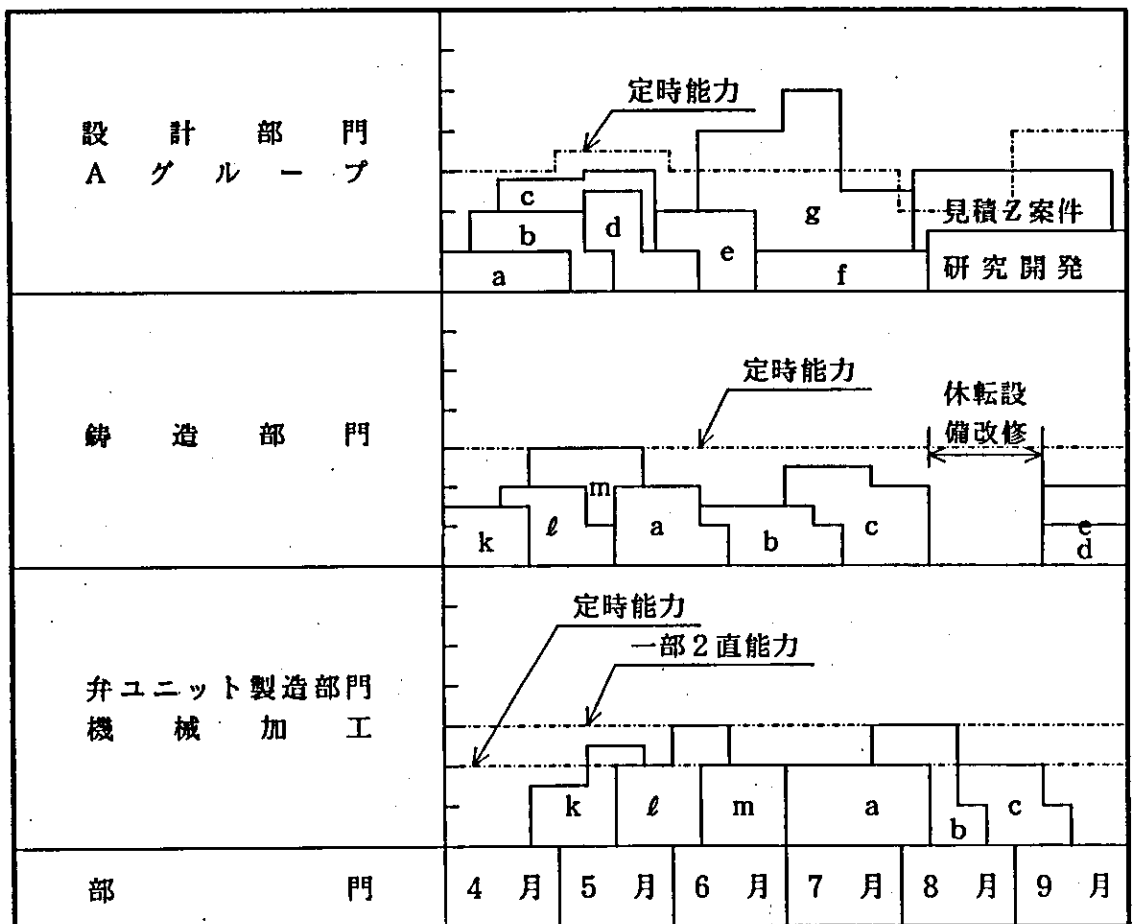 設計部門
Aグループ
定時能力
c
b
a
d
e
g
f
見積Z案件
研究開発
鋳造部門
定時能力
休転設
備改修
k
ℓ
m
a
b
c
e
d
弁ユニット製造部門
機械加工
定時能力
一部2直能力
k
ℓ
m
a
b
c
部門 4月 5月 6月 7月 8月 9月